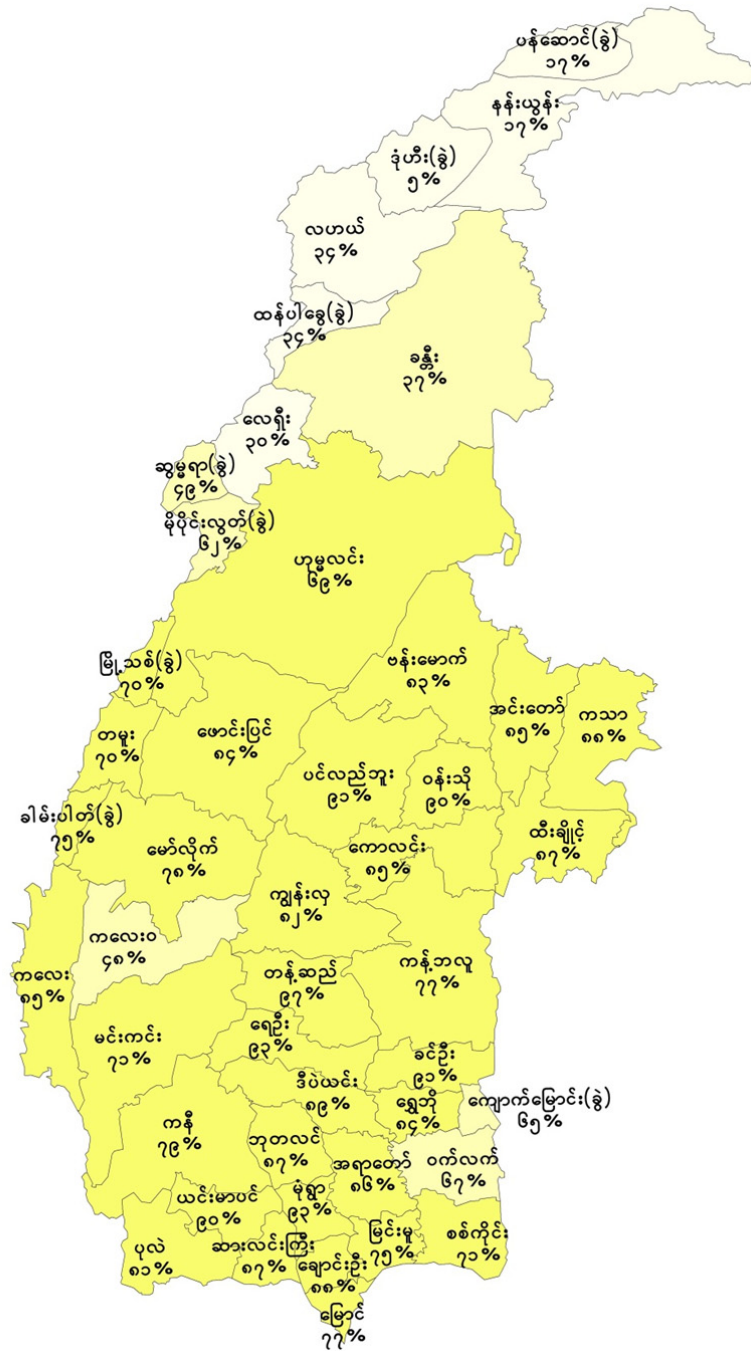 ပန်ဆောင်(ခွဲ)
၁၇%
နန်းယွန်း
၁၇%
ဒုံဟီး(ခွဲ)
၅%
လဟယ်
၃၄%
ထန်ပါခွေ(ခွဲ)
၃၄%
ခန္တီး
၃၇%
လေရှီး
၃၀%
ဆွမ္မရာ(ခွဲ)
၄၉%
မိုပိုင်းလွတ်(ခွဲ)
၆၂%
ဟုမ္မလင်း
၆၉%
မြို့သစ်(ခွဲ)
၇၀%
ဗန်းမောက်
၈၃%
အင်းတော်
၈၅%
ကသာ
၈၈%
တမူး
၇၀%
ဖောင်းပြင်
၈၄%
ပင်လည်ဘူး
၉၁%
ဝန်းသို
၉၀%
ခါမ်းပါတ်(ခွဲ)
၇၅%
မော်လိုက်
၇၈%
ကောလင်း
၈၅%
ထီးချိုင့်
၈၇%
ကျွန်းလှ
၈၂%
ကလေးဝ
၄၈%
ကလေး
၈၅%
တန့်ဆည်
၉၇%
ကန့်ဘလူ
၇၇%
မင်းကင်း
၇၁%
ရေဦး
၉၃%
ခင်ဦး
၉၁%
ဒီပဲယင်း
၈၉%
ရွှေဘို
၈၄%
ကျောက်မြောင်း(ခွဲ)
၆၅%
ကနီ
၇၉%
ဘုတလင်
၈၇%
အရာတော်
၈၆%
ဝက်လက်
၆၇%
ယင်းမာပင်
၉၀%
မုံရွာ
၉၃%
ပုလဲ
၈၁%
ဆားလင်းကြီး
၈၇%
ချောင်းဦး
၈၈%
မြင်းမူ
၇၅%
စစ်ကိုင်း
၇၁%
မြောင်
၇၇%